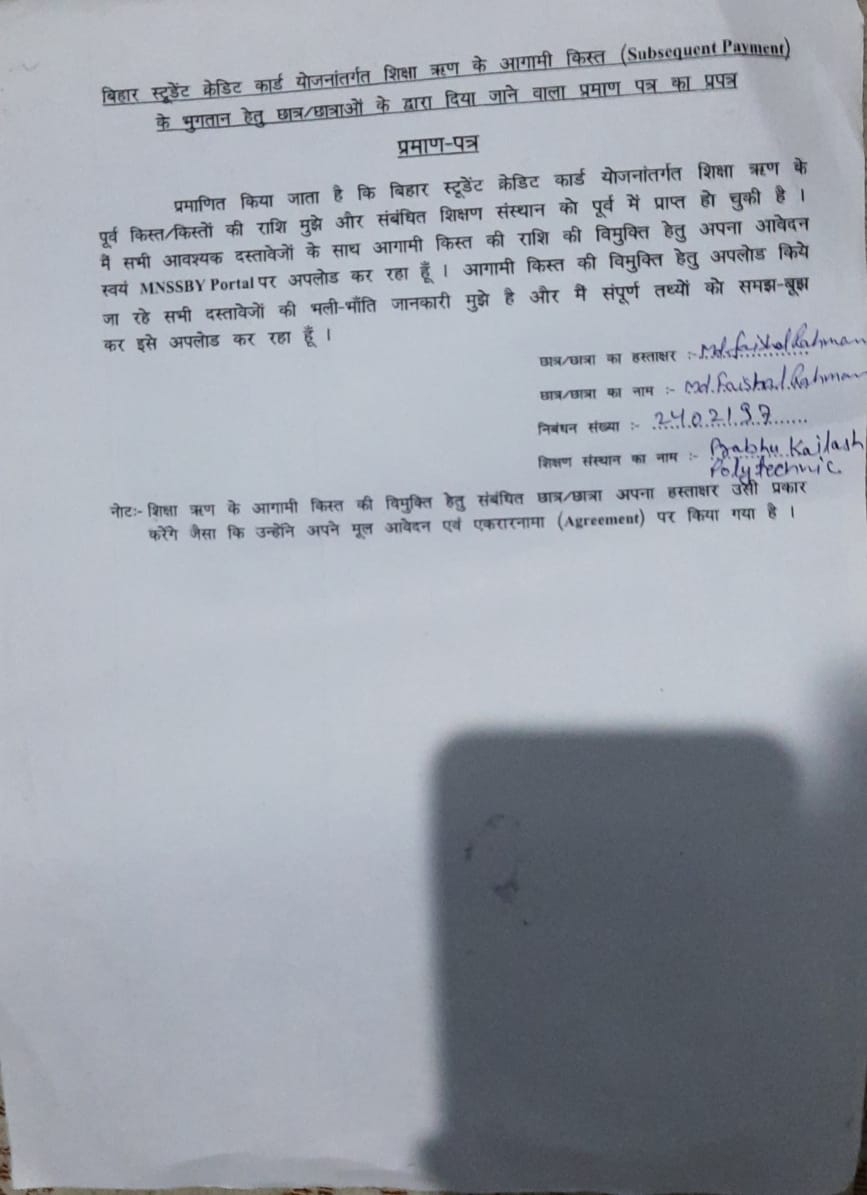 बिहार स्टूडेंट क्रेडिट कार्ड योजनांतर्गत शिक्षा ऋण के आगामी किस्त (Subsequent Payment)
के भुगतान हेतु छात्र/छात्राओं के द्वारा दिया जाने वाला प्रमाण पत्र का प्रपत्र
प्रमाण-पत्र
प्रमाणित किया जाता है कि बिहार स्टूडेंट क्रेडिट कार्ड योजनांतर्गत शिक्षा ऋण के
पूर्व किस्त/किस्तों की राशि मुझे और संबंधित शिक्षण संस्थान को पूर्व में प्राप्त हो चुकी है ।
मैं सभी आवश्यक दस्तावेजों के साथ आगामी किस्त की राशि की विमुक्ति हेतु अपना आवेदन
स्वयं MNSSBY Portal पर अपलोड कर रहा हूँ । आगामी किस्त की विमुक्ति हेतु अपलोड किये
जा रहे सभी दस्तावेजों की भली-भाँति जानकारी मुझे है और मैं संपूर्ण तथ्यों को समझ-बूझ
कर इसे अपलोड कर रहा हूँ ।
छात्र/छात्रा का हस्ताक्षर :- Md. Faishal Rahman
छात्र/छात्रा का नाम :- Md. Faishal Rahman
निबंधन संख्या :- 2402197
शिक्षण संस्थान का नाम :- Prabhu Kailash
Polytechnic
नोटः- शिक्षा ऋण के आगामी किस्त की विमुक्ति हेतु संबंधित छात्र/छात्रा अपना हस्ताक्षर उसी प्रकार
करेंगे जैसा कि उन्होंने अपने मूल आवेदन एवं एकरारनामा (Agreement) पर किया गया है ।